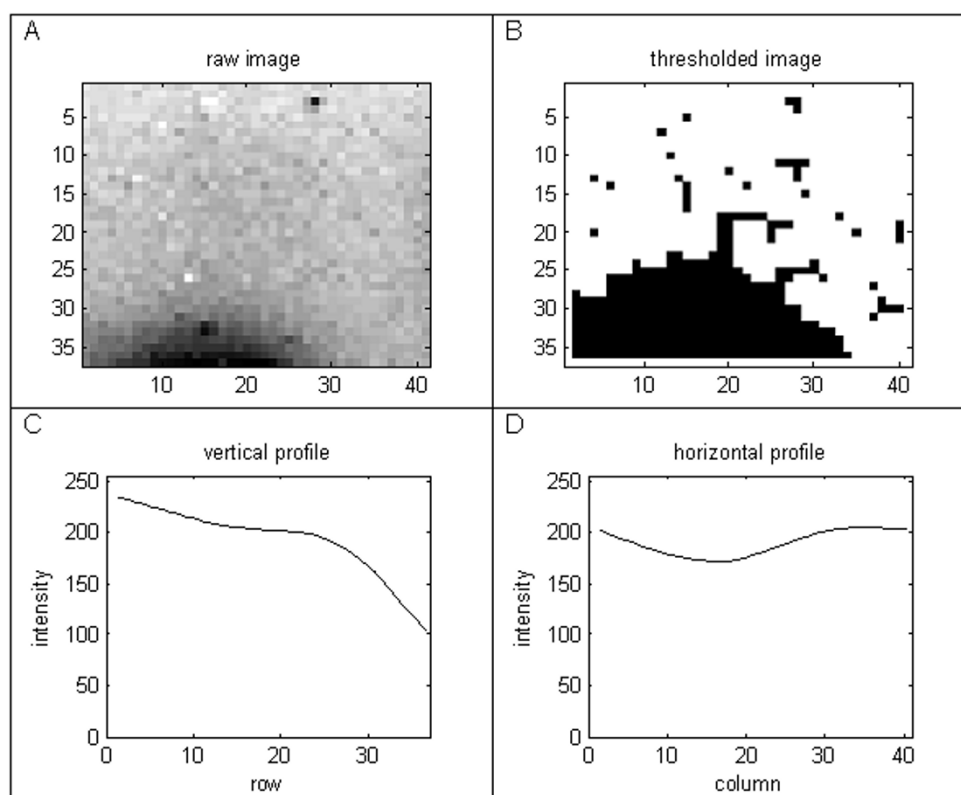 A
raw image
5
10
15
20
25
30
35
10 20 30 40
B
thresholded image
5
10
15
20
25
30
35
10 20 30 40
C
vertical profile
250
200
150
100
50
0
intensity
0 10 20 30
row
D
horizontal profile
250
200
150
100
50
0
intensity
0 10 20 30 40
column